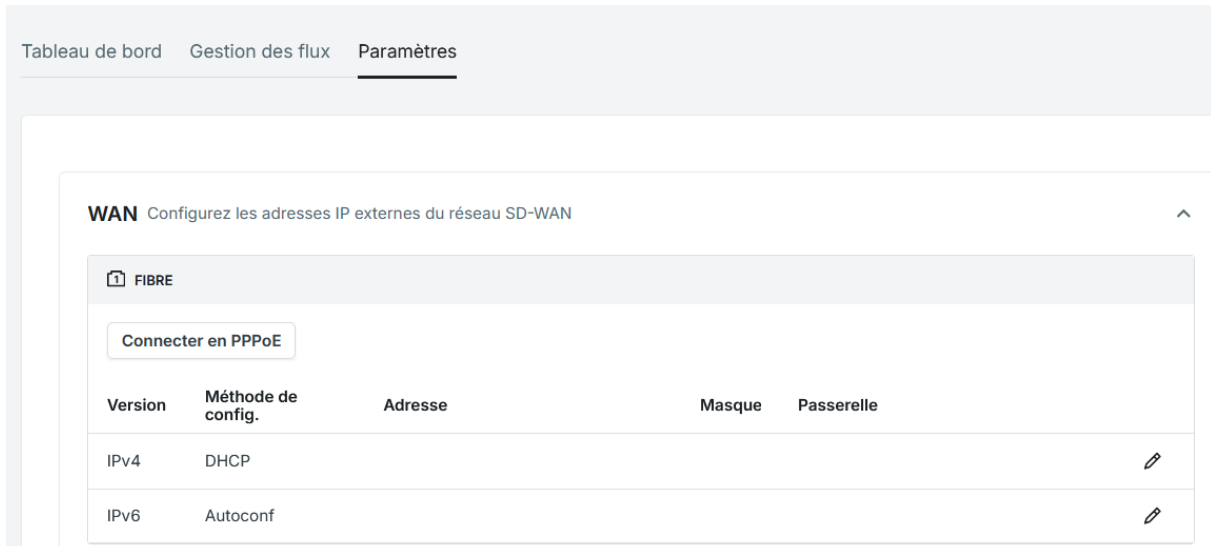 Tableau de bord Gestion des flux Paramètres
WAN Configurez les adresses IP externes du réseau SD-WAN
1 FIBRE
Connecter en PPPoE
Version Méthode de config. Adresse Masque Passerelle
IPv4 DHCP
IPv6 Autoconf